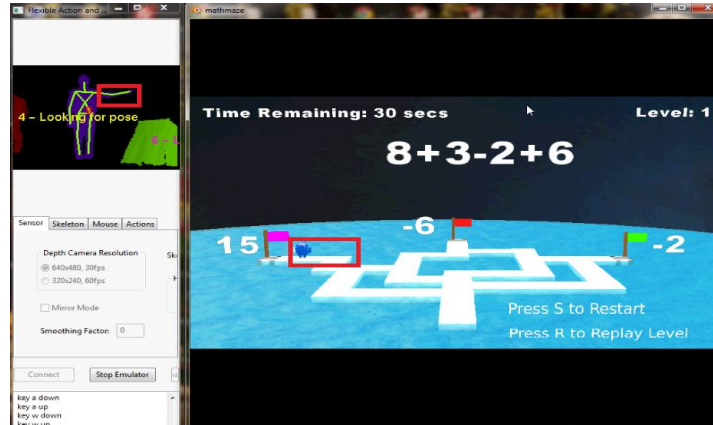 Flexible Action and ...
mathmaze
4 – Looking for pose
Time Remaining: 30 secs
Level: 1
8+3-2+6
15
-6
-2
Press S to Restart
Press R to Replay Level
Sensor Skeleton Mouse Actions
Depth Camera Resolution
640x480, 30fps
320x240, 60fps
Mirror Mode
Smoothing Factor: 0
Connect
Stop Emulator
key a down
key a up
key w down
key w up